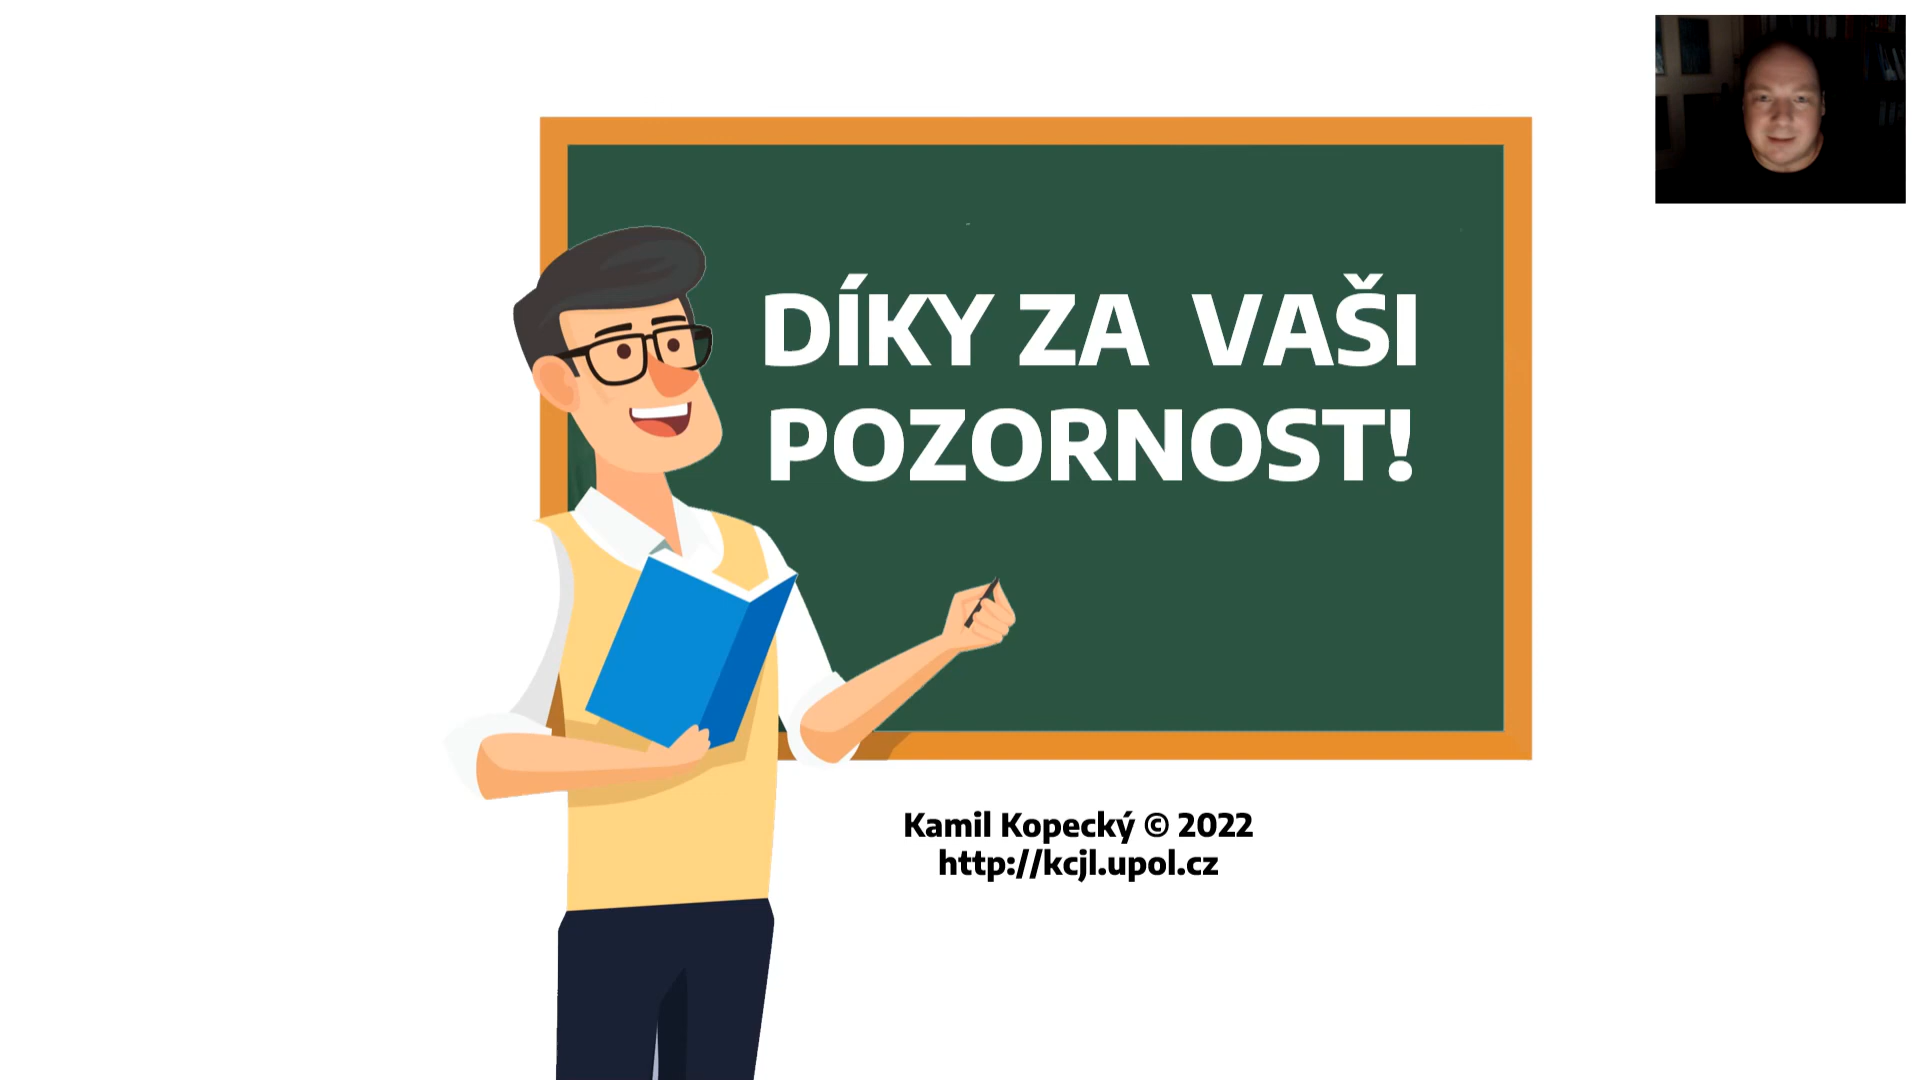 DÍKY ZA VAŠI
POZORNOST!
Kamil Kopecký © 2022
http://kcjl.upol.cz